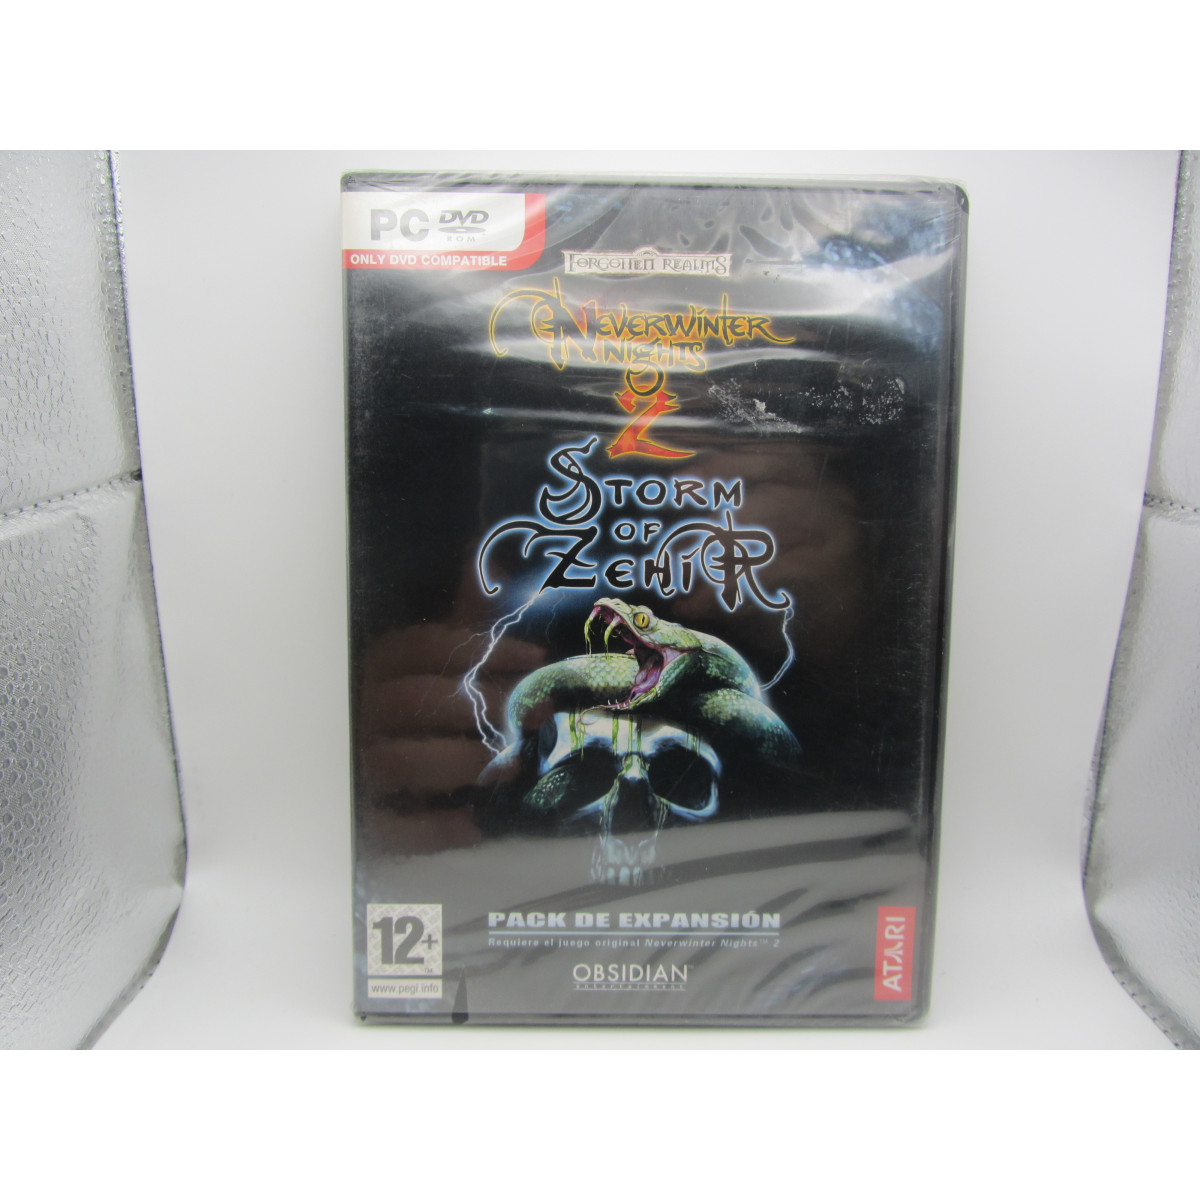 PC DVD
ROM
ONLY DVD COMPATIBLE
FORGOTTEN REALMS
NEVERWINTER
NIGHTS
2
STORM
OF
ZEHIR
PACK DE EXPANSIÓN
Requiere el juego original Neverwinter Nights™ 2
12+
www.pegi.info
OBSIDIAN
ENTERTAINMENT
ATARI